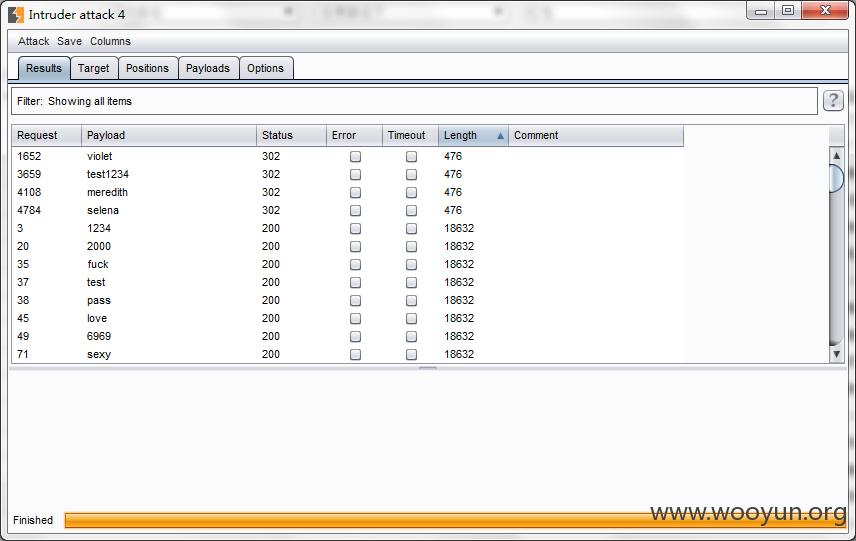 Intruder attack 4
Attack Save Columns
Results Target Positions Payloads Options
Filter: Showing all items
?
Request Payload Status Error Timeout Length Comment
1652 violet 302 476
3659 test1234 302 476
4108 meredith 302 476
4784 selena 302 476
3 1234 200 18632
20 2000 200 18632
35 fuck 200 18632
37 test 200 18632
38 pass 200 18632
45 love 200 18632
49 6969 200 18632
71 sexy 200 18632
Finished
www.wooyun.org